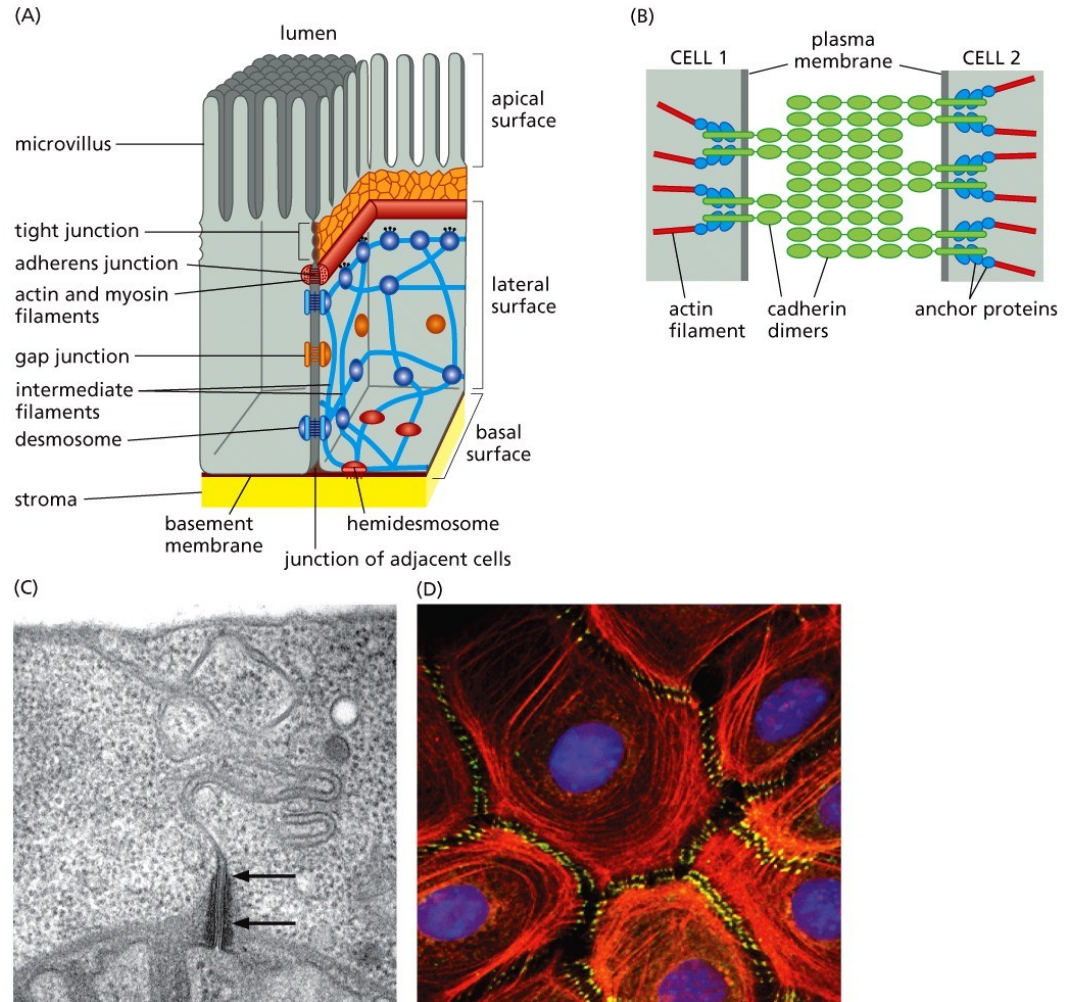 (A)
lumen
microvillus
tight junction
adherens junction
actin and myosin
filaments
gap junction
intermediate
filaments
desmosome
stroma
apical
surface
lateral
surface
basal
surface
basement
membrane
hemidesmosome
junction of adjacent cells
(B)
CELL 1
plasma
membrane
CELL 2
actin
filament
cadherin
dimers
anchor proteins
(C)
(D)